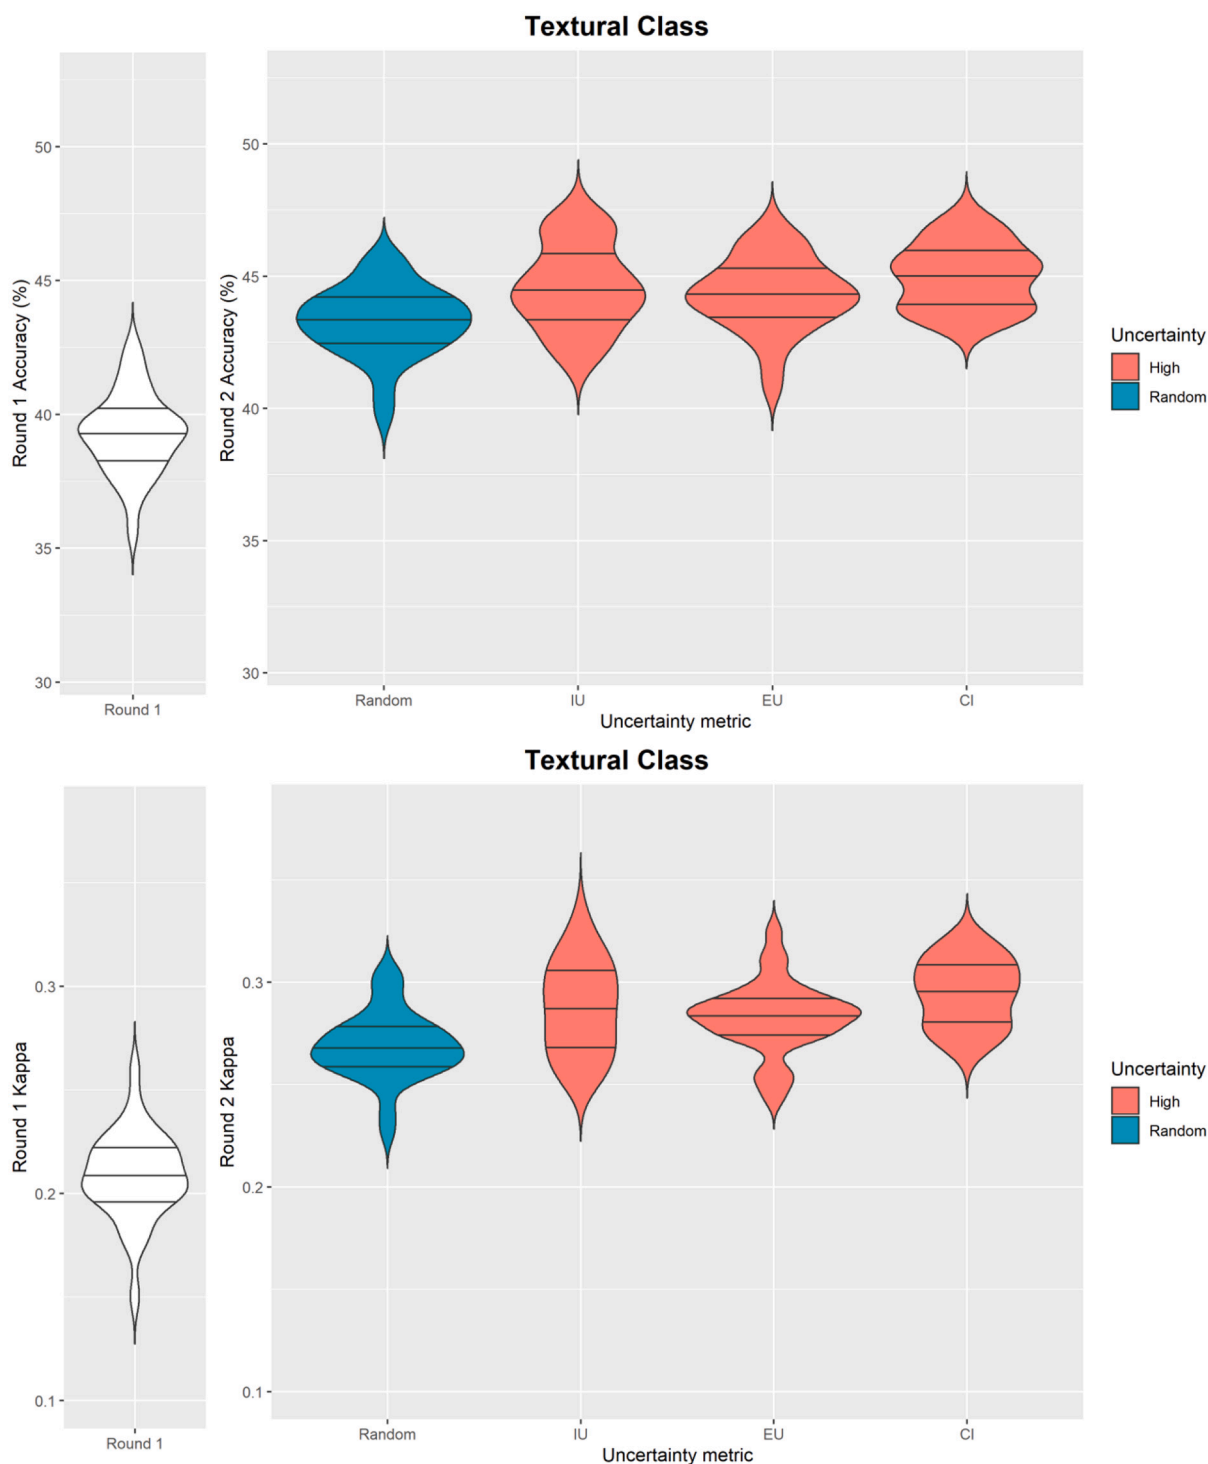 Textural Class
Round 1 Accuracy (%)
50
45
40
35
30
Round 1
Round 2 Accuracy (%)
50
45
40
35
30
Random IU EU CI
Uncertainty metric
Uncertainty
High
Random
Textural Class
Round 1 Kappa
0.3
0.2
0.1
Round 1
Round 2 Kappa
0.3
0.2
0.1
Random IU EU CI
Uncertainty metric
Uncertainty
High
Random